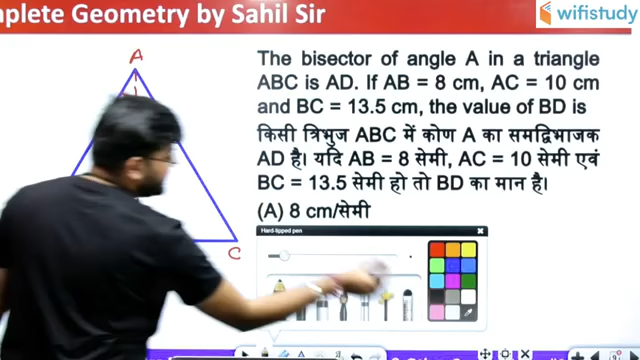 mplete Geometry by Sahil Sir
wifistudy
A
C
The bisector of angle A in a triangle
ABC is AD. If AB = 8 cm, AC = 10 cm
and BC = 13.5 cm, the value of BD is
किसी त्रिभुज ABC में कोण A का समद्विभाजक
AD है। यदि AB = 8 सेमी, AC = 10 सेमी एवं
BC = 13.5 सेमी हो तो BD का मान है।
(A) 8 cm/सेमी
Hard-tipped pen